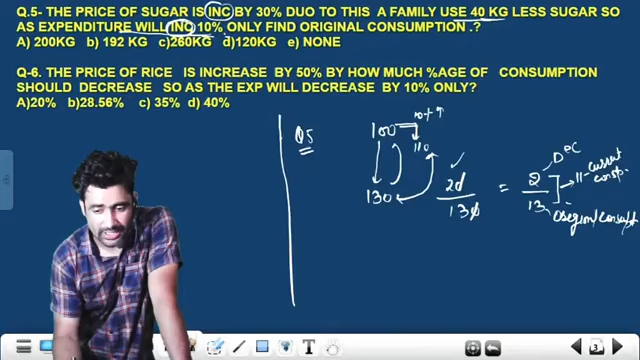 Q.5- THE PRICE OF SUGAR IS INC BY 30% DUO TO THIS A FAMILY USE 40 KG LESS SUGAR SO
AS EXPENDITURE WILL INC 10% ONLY FIND ORIGINAL CONSUMPTION .?
A) 200KG b) 192 KG c)260KG d)120KG e) NONE
Q-6. THE PRICE OF RICE IS INCREASE BY 50% BY HOW MUCH %AGE OF CONSUMPTION
SHOULD DECREASE SO AS THE EXP WILL DECREASE BY 10% ONLY?
A)20% b)28.56% c) 35% d) 40%
Q5
100
10% ↑
110
130
20/130 = 2/13
Dec
11 - current
consp.
3